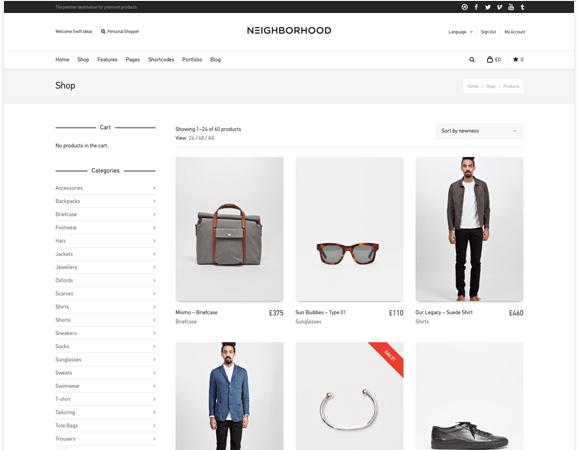 The premier destination for premium products.
Welcome Swift Ideas Personal Shopper
NEIGHBORHOOD
Language Sign Out My Account
Home Shop Features Pages Shortcodes Portfolio Blog
£0 0
Shop
Home Shop Products
Cart
No products in the cart.
Showing 1–24 of 60 products
View 24 / 48 / All
Sort by newness
Categories
Accessories
Backpacks
Briefcase
Footwear
Hats
Jackets
Jewellery
Oxfords
Scarves
Shirts
Shorts
Sneakers
Socks
Sunglasses
Sweats
Swimwear
T-shirt
Tailoring
Tote Bags
Trousers
Mismo – Briefcase £375
Briefcase
Sun Buddies – Type 01 £110
Sunglasses
Our Legacy – Suede Shirt £460
Shirts
SALE!